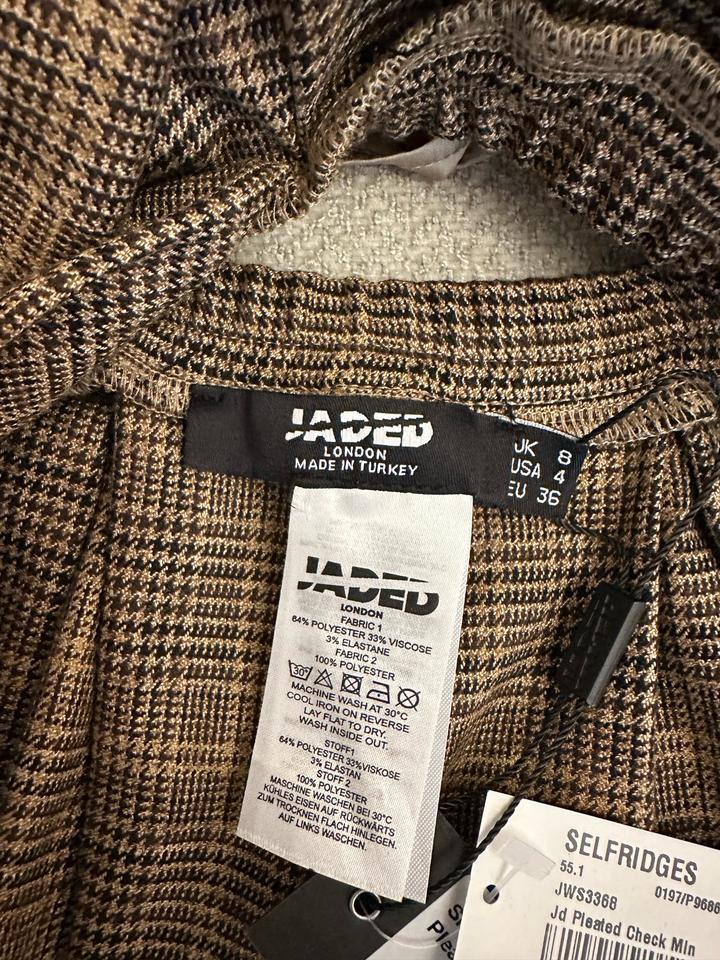 JADED
LONDON
MADE IN TURKEY
UK 8
USA 4
EU 36
JADED
LONDON
FABRIC 1
64% POLYESTER 33% VISCOSE
3% ELASTANE
FABRIC 2
100% POLYESTER
30°
MACHINE WASH AT 30°C
COOL IRON ON REVERSE
LAY FLAT TO DRY.
WASH INSIDE OUT.
STOFF1
64% POLYESTER 33%VISKOSE
3% ELASTAN
STOFF 2
100% POLYESTER
MASCHINE WASCHEN BEI 30°C
KÜHLES EISEN AUF RÜCKWÄRTS
ZUM TROCKNEN FLACH HINLEGEN.
AUF LINKS WASCHEN.
SELFRIDGES
55.1
0197/P9686
JWS3368
Jd Pleated Check MIn